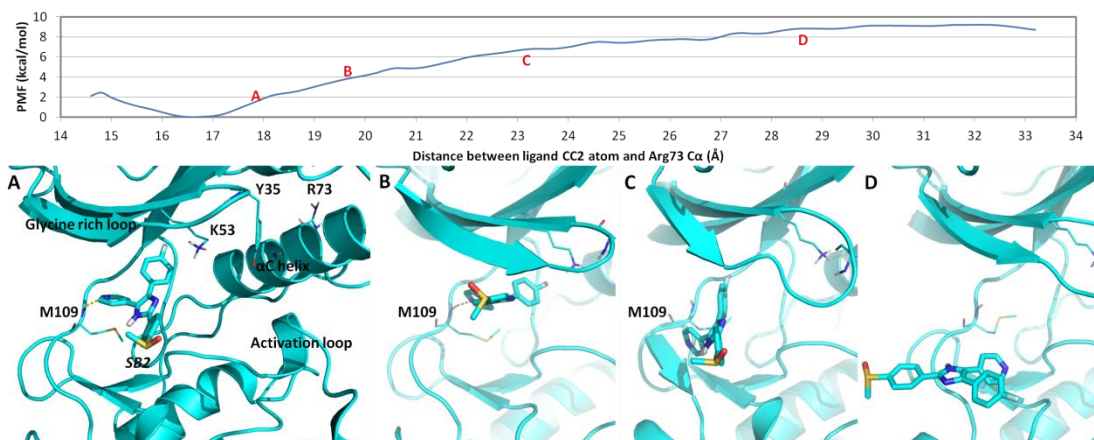 PMF (kcal/mol)
10
8
6
4
2
0
A
B
C
D
14 15 16 17 18 19 20 21 22 23 24 25 26 27 28 29 30 31 32 33 34
Distance between ligand CC2 atom and Arg73 Cα (Å)
A
Y35
R73
Glycine rich loop
K53
αC helix
M109
SB2
Activation loop
B
M109
C
M109
D